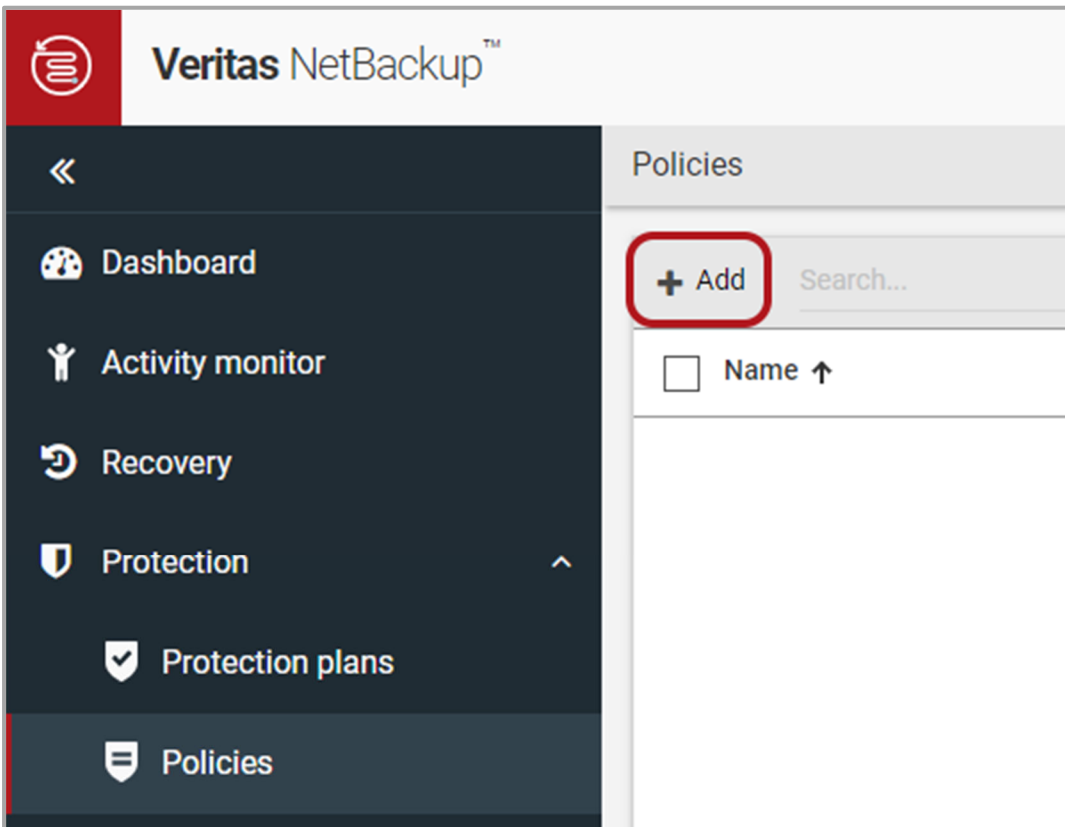 Veritas NetBackup™
Policies
Dashboard
+ Add
Search...
Activity monitor
Name ↑
Recovery
Protection
Protection plans
Policies